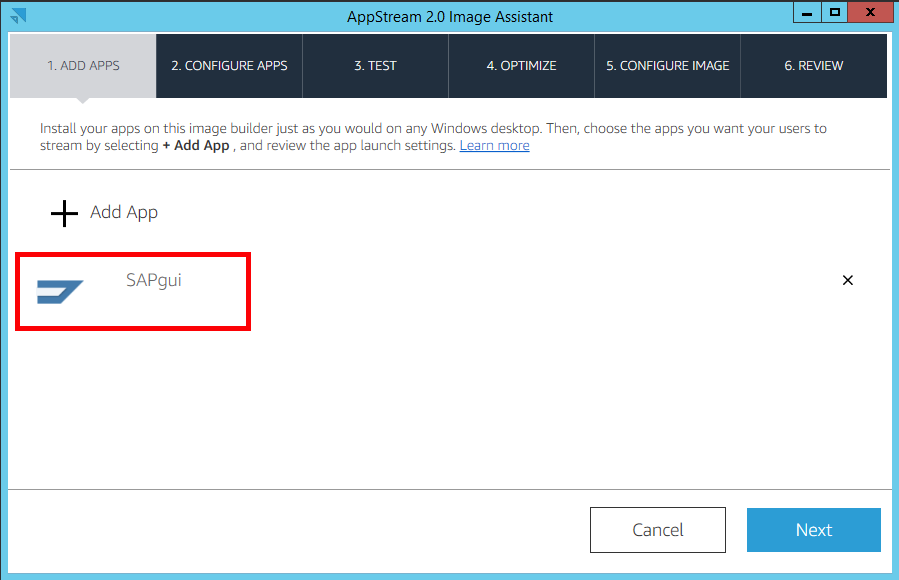 AppStream 2.0 Image Assistant
1. ADD APPS
2. CONFIGURE APPS
3. TEST
4. OPTIMIZE
5. CONFIGURE IMAGE
6. REVIEW
Install your apps on this image builder just as you would on any Windows desktop. Then, choose the apps you want your users to
stream by selecting + Add App , and review the app launch settings. Learn more
Add App
SAPgui
Cancel
Next